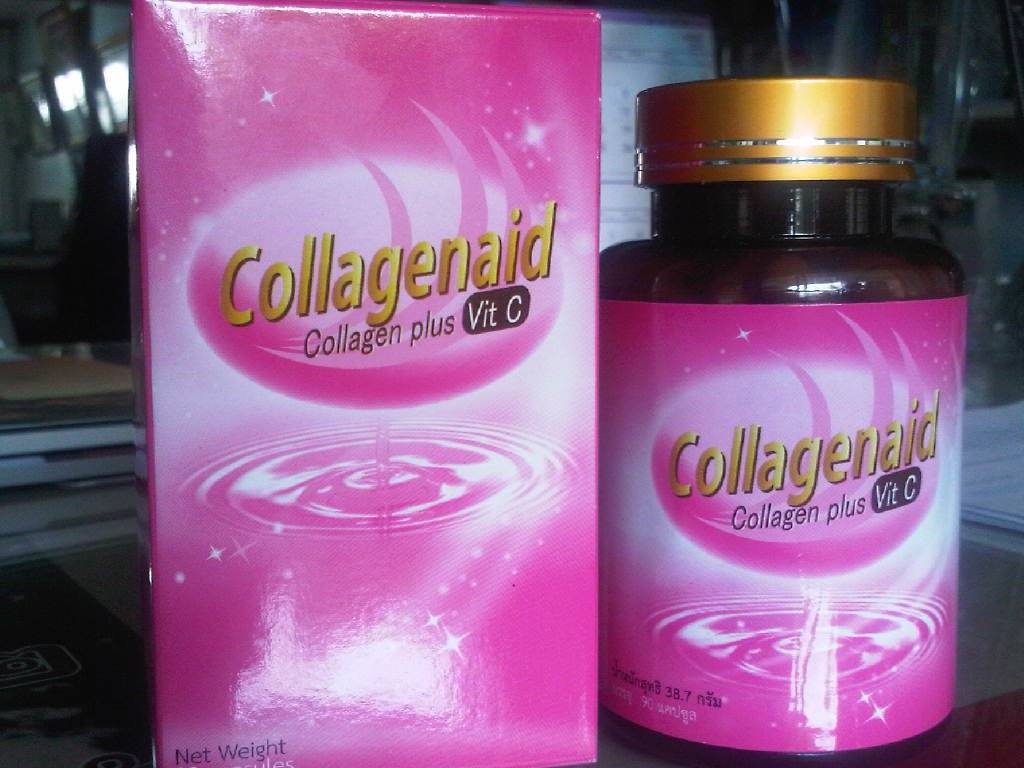 Collagenaid
Collagen plus Vit C
Net Weight
Collagenaid
Collagen plus Vit C
น้ำหนักสุทธิ 38.7 กรัม
90 แคปซูล